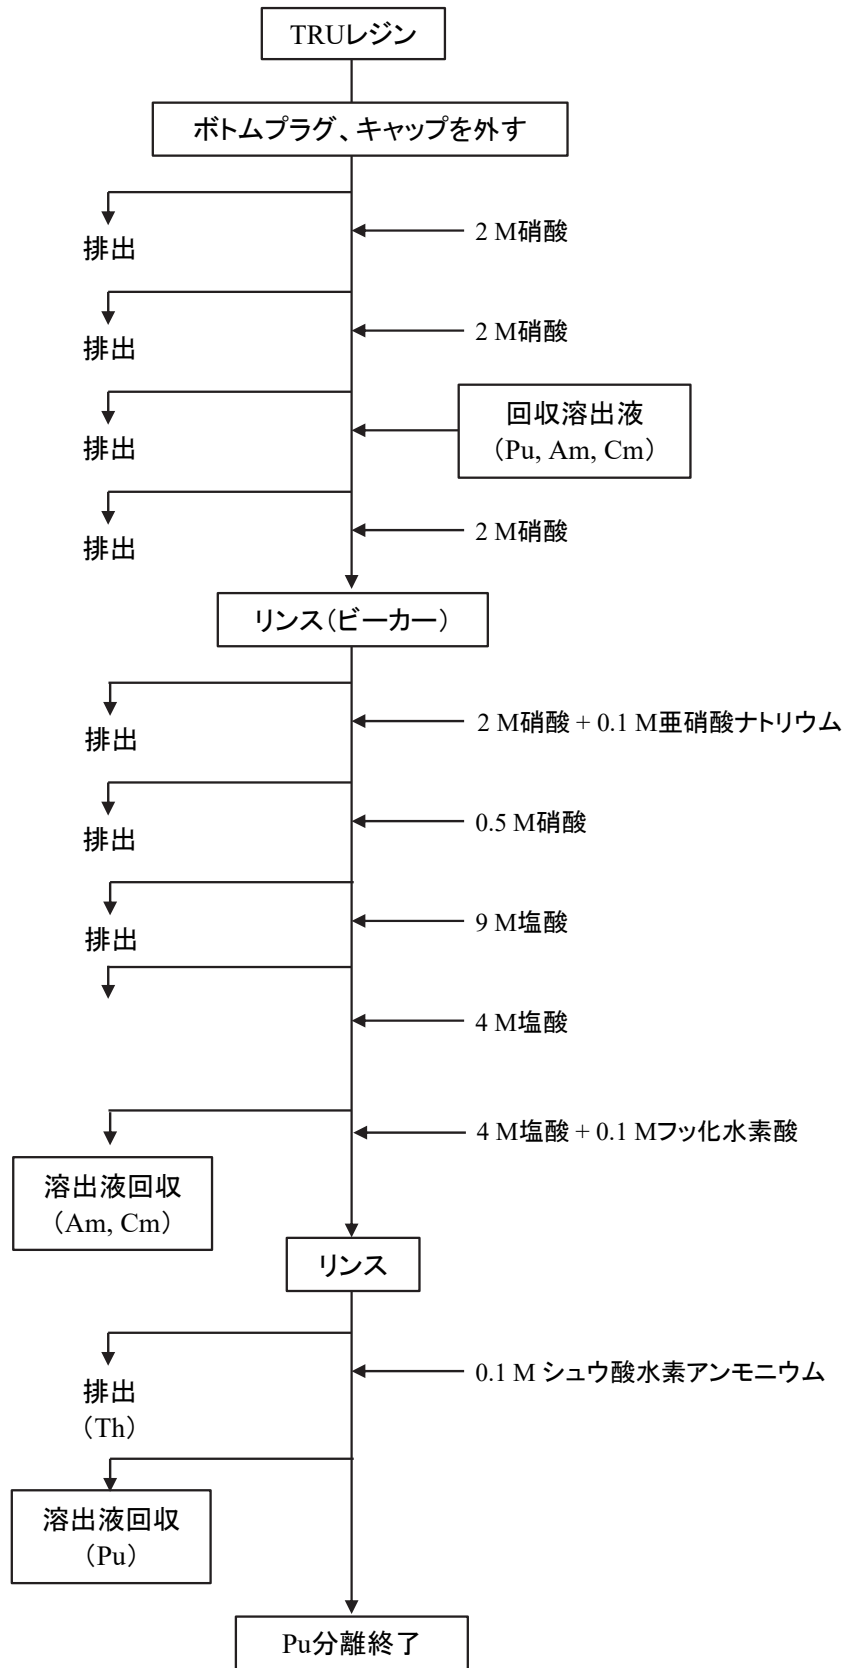 TRUレジン
ボトムプラグ、キャップを外す
2 M硝酸
排出
2 M硝酸
排出
回収溶出液
(Pu, Am, Cm)
排出
2 M硝酸
排出
リンス(ビーカー)
2 M硝酸 + 0.1 M亜硝酸ナトリウム
排出
0.5 M硝酸
排出
9 M塩酸
排出
4 M塩酸
4 M塩酸 + 0.1 Mフッ化水素酸
溶出液回収
(Am, Cm)
リンス
0.1 M シュウ酸水素アンモニウム
排出
(Th)
溶出液回収
(Pu)
Pu分離終了